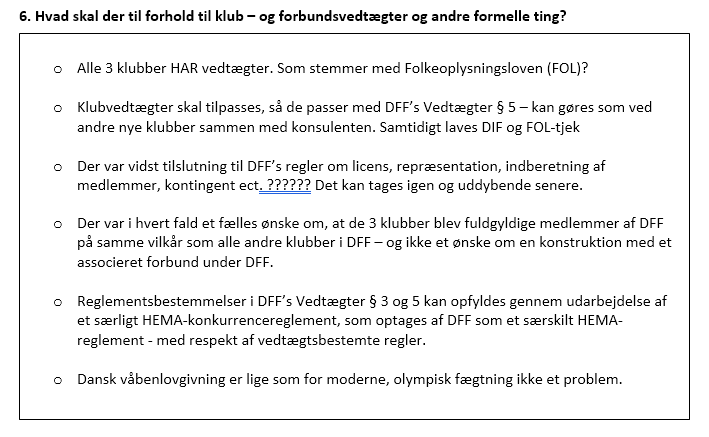 6. Hvad skal der til forhold til klub – og forbundsvedtægter og andre formelle ting?
o Alle 3 klubber HAR vedtægter. Som stemmer med Folkeoplysningsloven (FOL)?
o Klubvedtægter skal tilpasses, så de passer med DFF's Vedtægter § 5 – kan gøres som ved
andre nye klubber sammen med konsulenten. Samtidigt laves DIF og FOL-tjek
o Der var vidst tilslutning til DFF's regler om licens, repræsentation, indberetning af
medlemmer, kontingent ect. ?????? Det kan tages igen og uddybende senere.
o Der var i hvert fald et fælles ønske om, at de 3 klubber blev fuldgyldige medlemmer af DFF
på samme vilkår som alle andre klubber i DFF – og ikke et ønske om en konstruktion med et
associeret forbund under DFF.
o Reglementsbestemmelser i DFF's Vedtægter § 3 og 5 kan opfyldes gennem udarbejdelse af
et særligt HEMA-konkurrencereglement, som optages af DFF som et særskilt HEMA-
reglement - med respekt af vedtægtsbestemte regler.
o Dansk våbenlovgivning er lige som for moderne, olympisk fægtning ikke et problem.